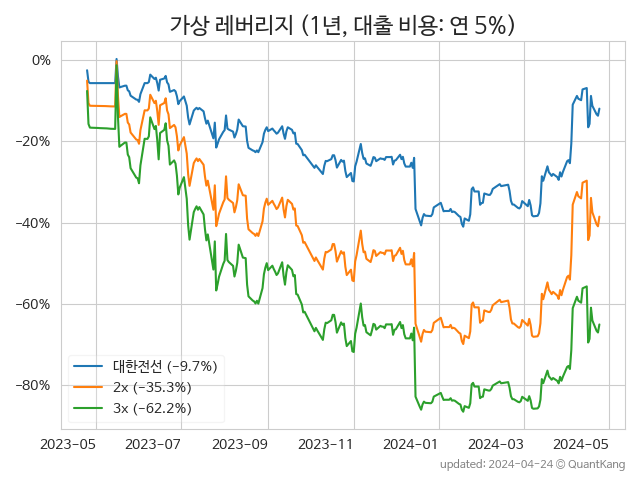 가상 레버리지 (1년, 대출 비용: 연 5%)
0%
−20%
−40%
−60%
−80%
대한전선 (−9.7%)
2x (−35.3%)
3x (−62.2%)
2023−05 2023−07 2023−09 2023−11 2024−01 2024−03 2024−05
updated: 2024−04−24 © QuantKang